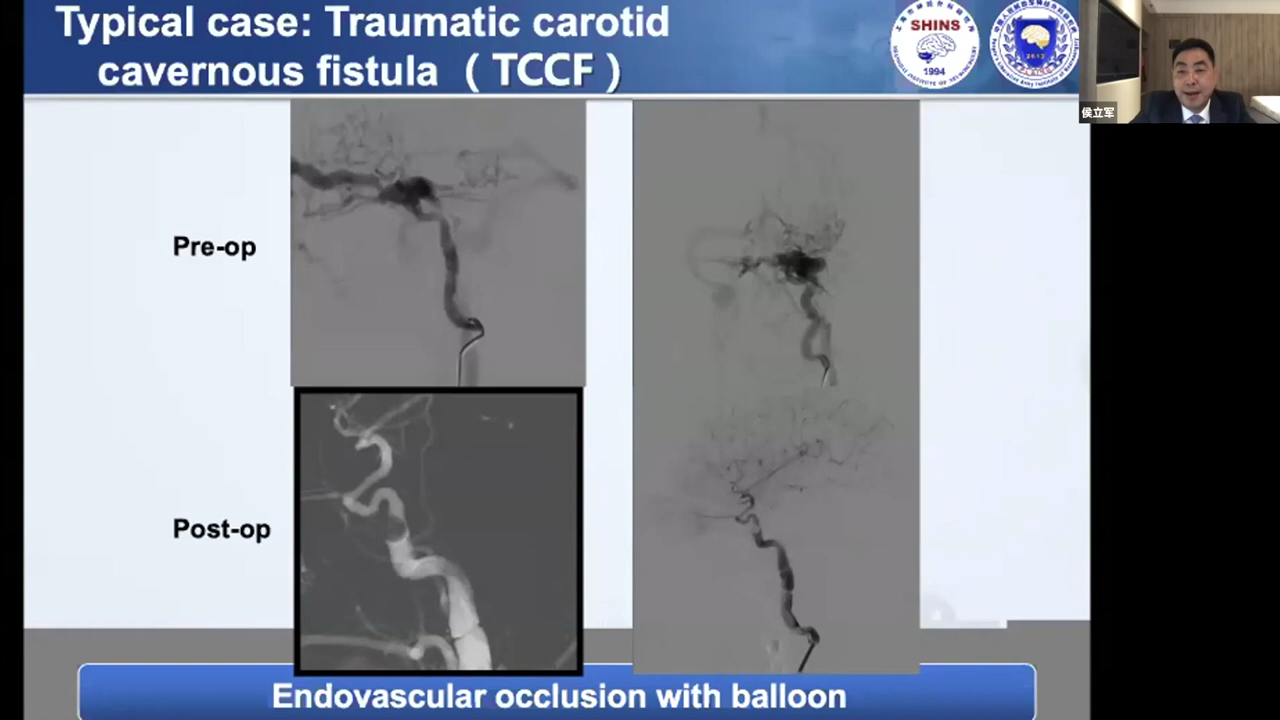 Typical case: Traumatic carotid
cavernous fistula ( TCCF )
SHINS
1994
侯立军
Pre-op
Post-op
Endovascular occlusion with balloon